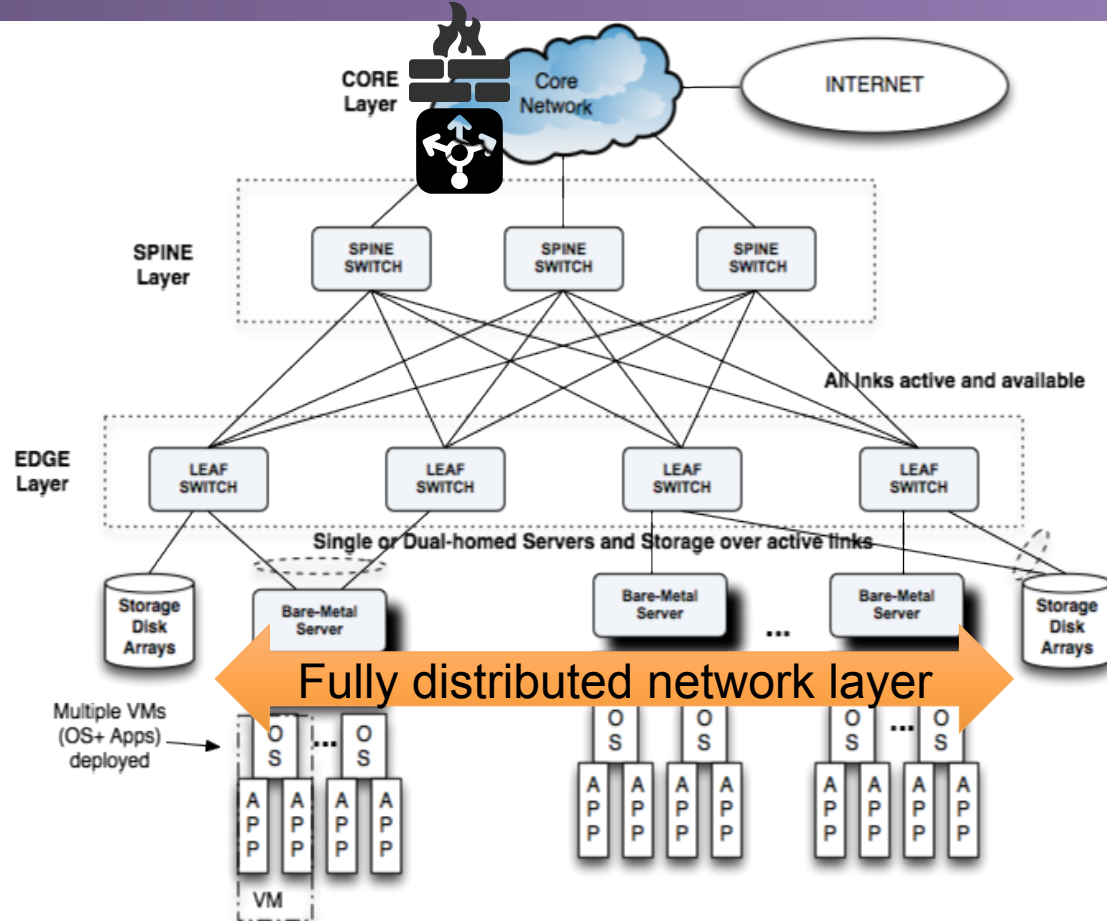 CORE
Layer
Core
Network
INTERNET
SPINE
Layer
SPINE
SWITCH
SPINE
SWITCH
SPINE
SWITCH
All lnks active and available
EDGE
Layer
LEAF
SWITCH
LEAF
SWITCH
LEAF
SWITCH
LEAF
SWITCH
Single or Dual-homed Servers and Storage over active links
Storage
Disk
Arrays
Bare-Metal
Server
Bare-Metal
Server
...
Bare-Metal
Server
Storage
Disk
Arrays
Fully distributed network layer
Multiple VMs
(OS+ Apps)
deployed
O
S
...
O
S
O
S
O
S
O
S
...
O
S
A
P
P
A
P
P
A
P
P
A
P
P
A
P
P
A
P
P
A
P
P
A
P
P
A
P
P
A
P
P
A
P
P
A
P
P
VM